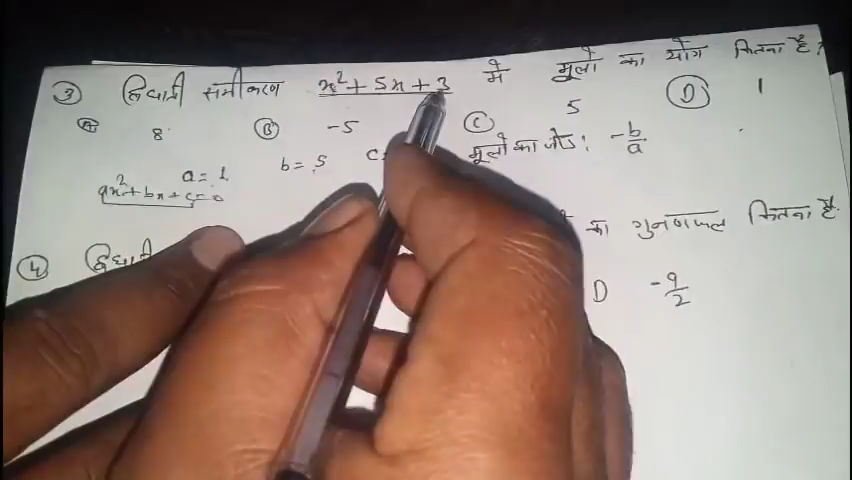 ③ द्विघाती समीकरण x²+5x+3 में मूलों का योग कितना है?
Ⓐ 8 Ⓑ -5 Ⓒ 5 Ⓓ 1
a=1 b=5 c= मूलों का जोड़: -b/a
ax²+bx+c=0
④ द्विघाती का गुणनफल कितना है
D -9/2